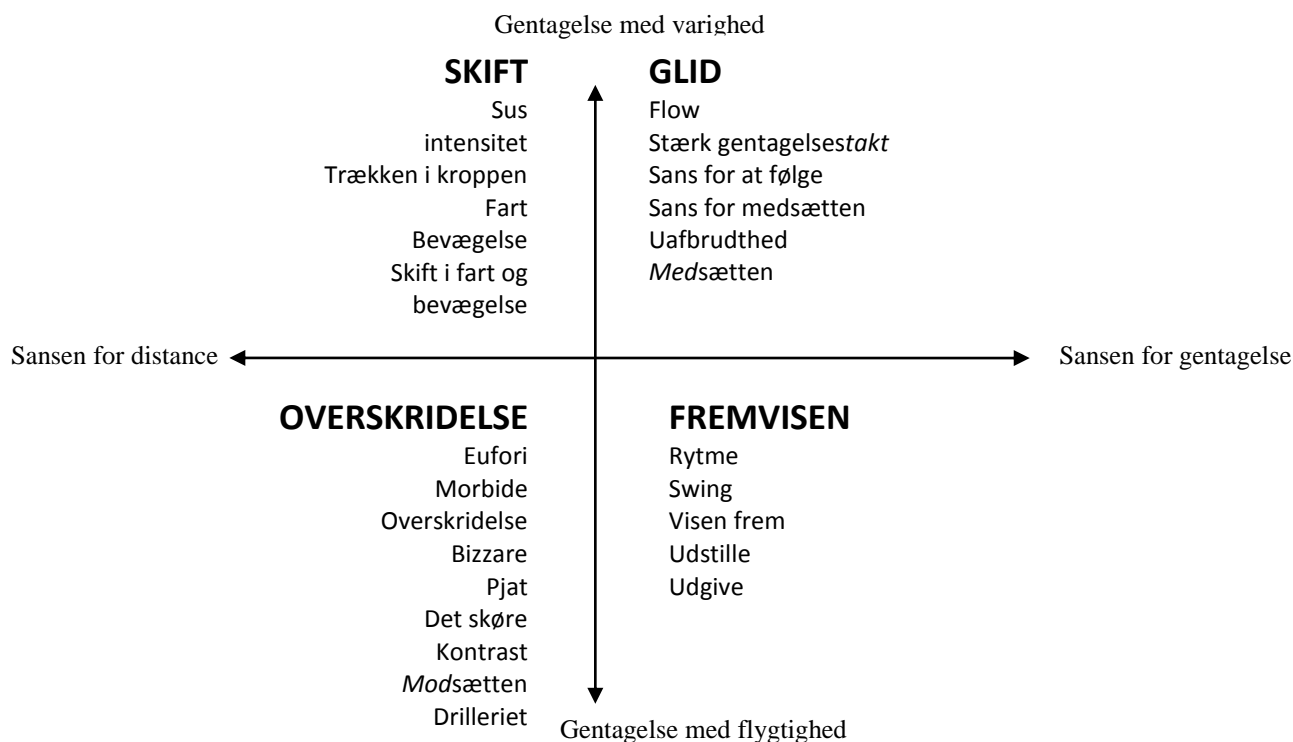 Gentagelse med varighed
SKIFT
Sus
intensitet
Trækken i kroppen
Fart
Bevægelse
Skift i fart og
bevægelse
GLID
Flow
Stærk gentagelsestakt
Sans for at følge
Sans for medsætten
Uafbrudthed
Medsætten
Sansen for distance
Sansen for gentagelse
OVERSKRIDELSE
Eufori
Morbide
Overskridelse
Bizzare
Pjat
Det skøre
Kontrast
Modsætten
Drilleriet
FREMVISEN
Rytme
Swing
Visen frem
Udstille
Udgive
Gentagelse med flygtighed